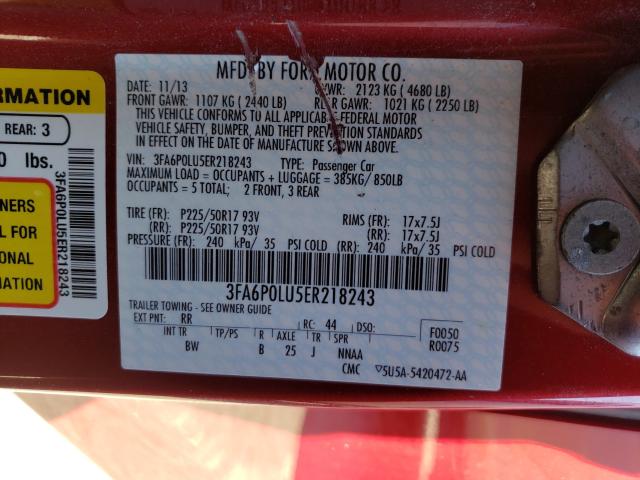 MFD BY FORD MOTOR CO.
DATE: 11/13
GVWR: 2123 KG ( 4680 LB)
FRONT GAWR: 1107 KG ( 2440 LB)
REAR GAWR: 1021 KG ( 2250 LB)
THIS VEHICLE CONFORMS TO ALL APPLICABLE FEDERAL MOTOR
VEHICLE SAFETY, BUMPER, AND THEFT PREVENTION STANDARDS
IN EFFECT ON THE DATE OF MANUFACTURE SHOWN ABOVE
VIN: 3FA6P0LU5ER218243 TYPE: Passenger Car
MAXIMUM LOAD = OCCUPANTS + LUGGAGE = 385KG/ 850LB
OCCUPANTS = 5 TOTAL; 2 FRONT, 3 REAR
TIRE (FR): P225/50R17 93V RIMS (FR): 17x7.5J
(RR): P225/50R17 93V (RR): 17x7.5J
PRESSURE (FR): 240 kPa/ 35 PSI COLD (RR): 240 kPa/ 35 PSI COLD
3FA6P0LU5ER218243
TRAILER TOWING - SEE OWNER GUIDE
EXT PNT: RR RC: 44 DSO: F0050
R0075
INT TR TP/PS R AXLE TR SPR
BW B 25 J NNAA
CMC 5U5A-5420472-AA
ORMATION
REAR: 3
0 lbs.
NERS
L FOR
IONAL
MATION
3FA6P0LU5ER218243